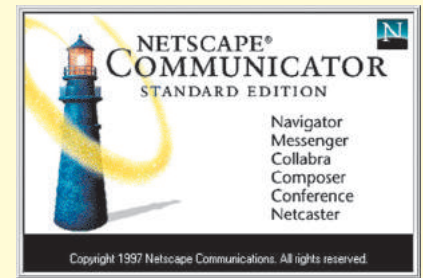 N
NETSCAPE®
COMMUNICATOR
STANDARD EDITION
Navigator
Messenger
Collabra
Composer
Conference
Netcaster
Copyright 1997 Netscape Communications. All rights reserved.